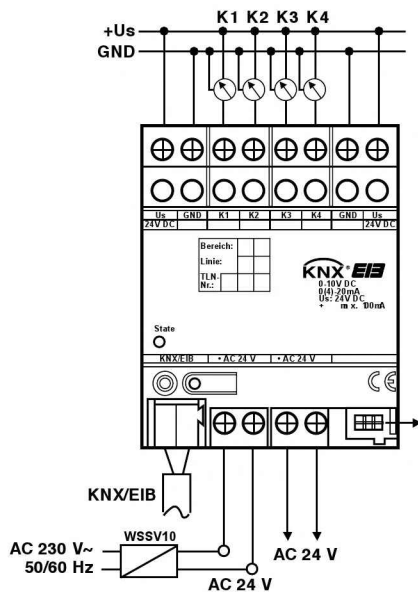 K1 K2 K3 K4
+Us
GND
Us GND K1 K2 K3 K4 GND Us
24V DC 24V DC
Bereich:
Linie:
TLN-
Nr.:
KNX® EIB
0-10V DC
0(4)-20mA
Us: 24V DC
+ m x. 100mA
State
KNX/EIB • AC 24 V • AC 24 V
CE
KNX/EIB
WSSV10
AC 230 V~
50/60 Hz
AC 24 V
AC 24 V